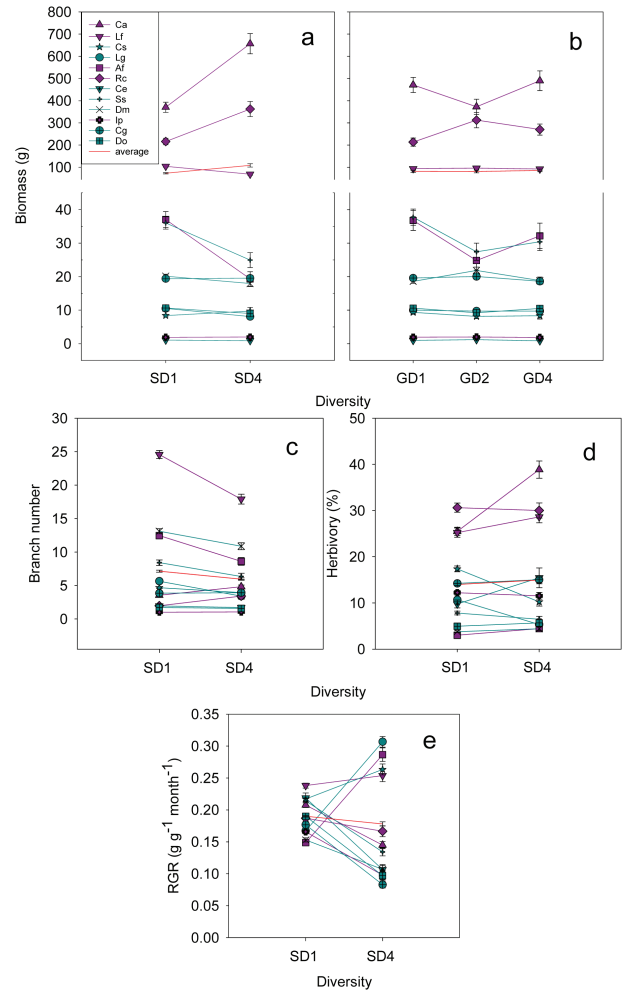 800
700
600
500
400
300
200
100
40
30
20
10
0
Biomass (g)
Ca
Lf
Cs
Lg
Af
Rc
Ce
Ss
Dm
Ip
Cg
Do
average
a
b
SD1 SD4
GD1 GD2 GD4
Diversity
30
25
20
15
10
5
0
Branch number
c
SD1 SD4
Diversity
50
40
30
20
10
0
Herbivory (%)
d
SD1 SD4
Diversity
0.35
0.30
0.25
0.20
0.15
0.10
0.05
0.00
RGR (g g⁻¹ month⁻¹)
e
SD1 SD4
Diversity